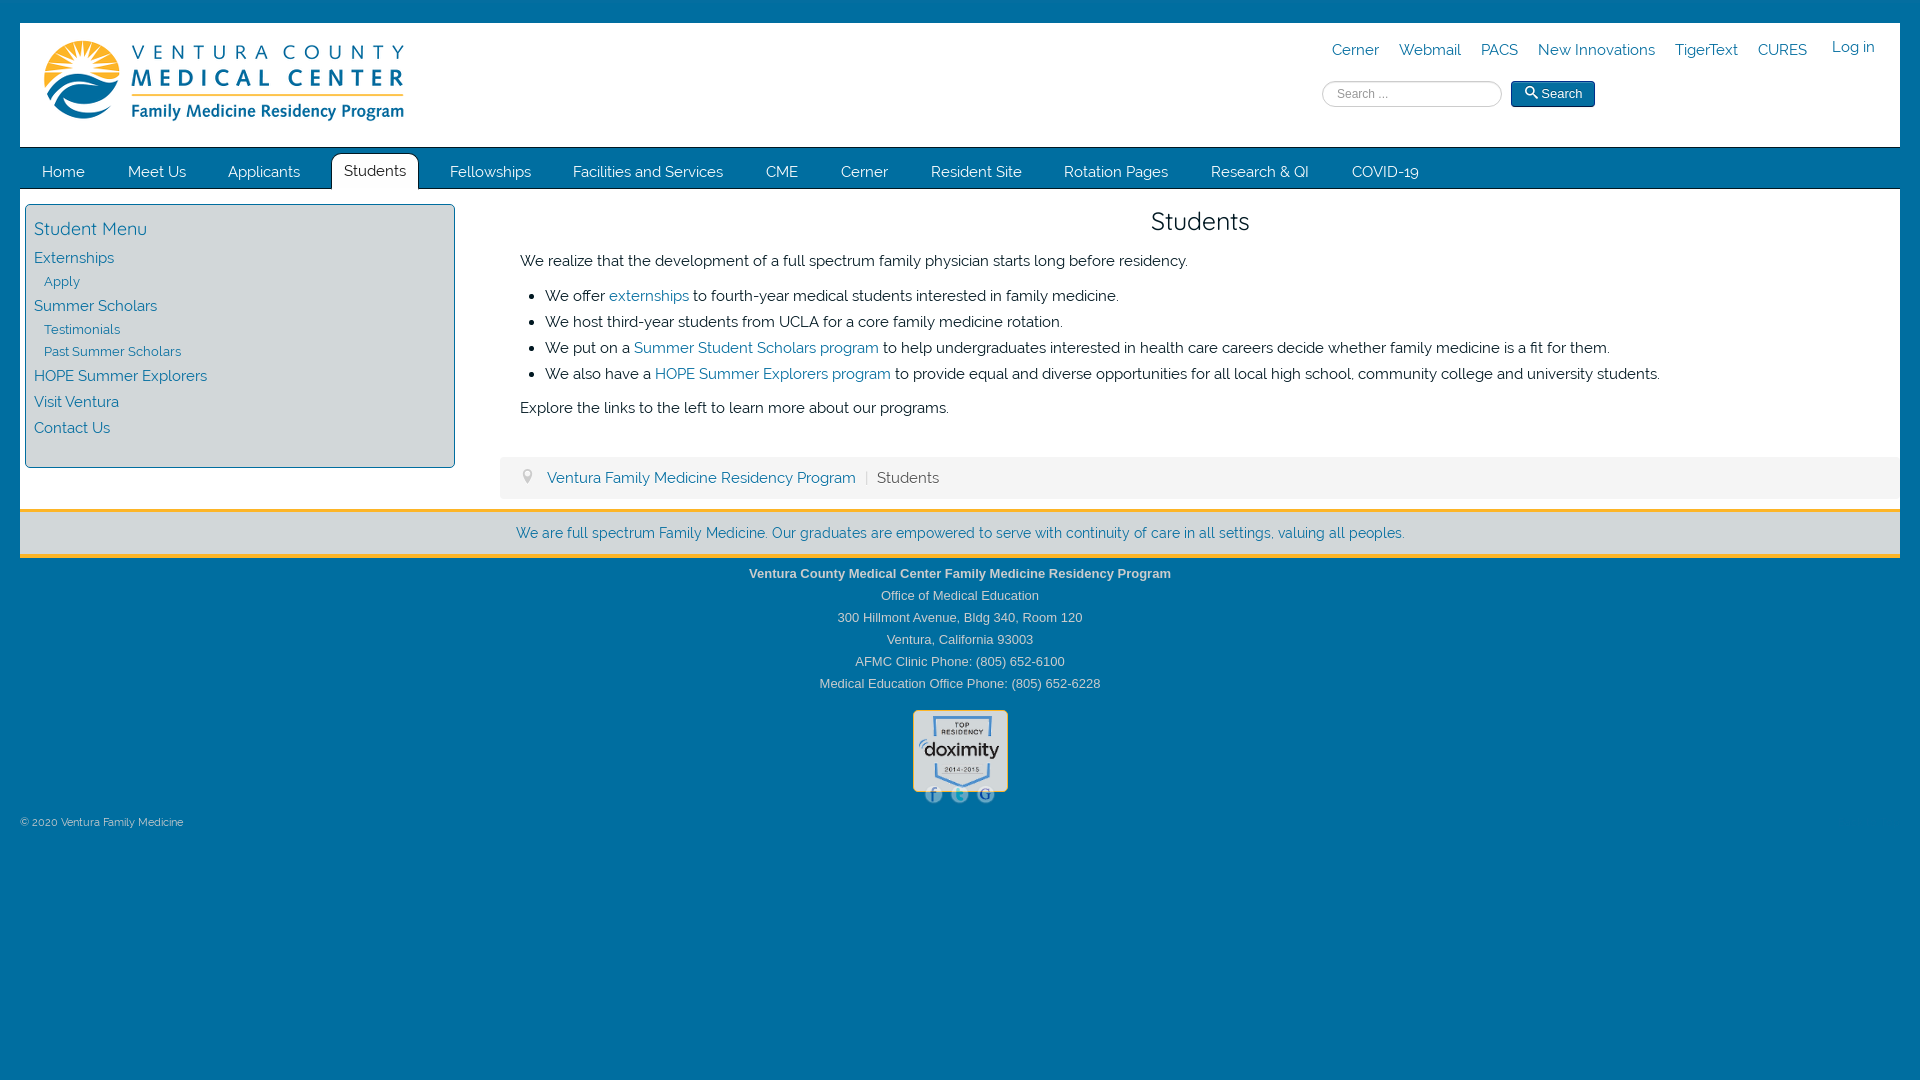 VENTURA COUNTY
MEDICAL CENTER
Family Medicine Residency Program
Cerner Webmail PACS New Innovations TigerText CURES Log in
Search ... Search
Home Meet Us Applicants Students Fellowships Facilities and Services CME Cerner Resident Site Rotation Pages Research & QI COVID-19
Student Menu
Externships
Apply
Summer Scholars
Testimonials
Past Summer Scholars
HOPE Summer Explorers
Visit Ventura
Contact Us
Students
We realize that the development of a full spectrum family physician starts long before residency.
We offer externships to fourth-year medical students interested in family medicine.
We host third-year students from UCLA for a core family medicine rotation.
We put on a Summer Student Scholars program to help undergraduates interested in health care careers decide whether family medicine is a fit for them.
We also have a HOPE Summer Explorers program to provide equal and diverse opportunities for all local high school, community college and university students.
Explore the links to the left to learn more about our programs.
Ventura Family Medicine Residency Program | Students
We are full spectrum Family Medicine. Our graduates are empowered to serve with continuity of care in all settings, valuing all peoples.
Ventura County Medical Center Family Medicine Residency Program
Office of Medical Education
300 Hillmont Avenue, Bldg 340, Room 120
Ventura, California 93003
AFMC Clinic Phone: (805) 652-6100
Medical Education Office Phone: (805) 652-6228
TOP
RESIDENCY
doximity
2014-2015
f t G
© 2020 Ventura Family Medicine